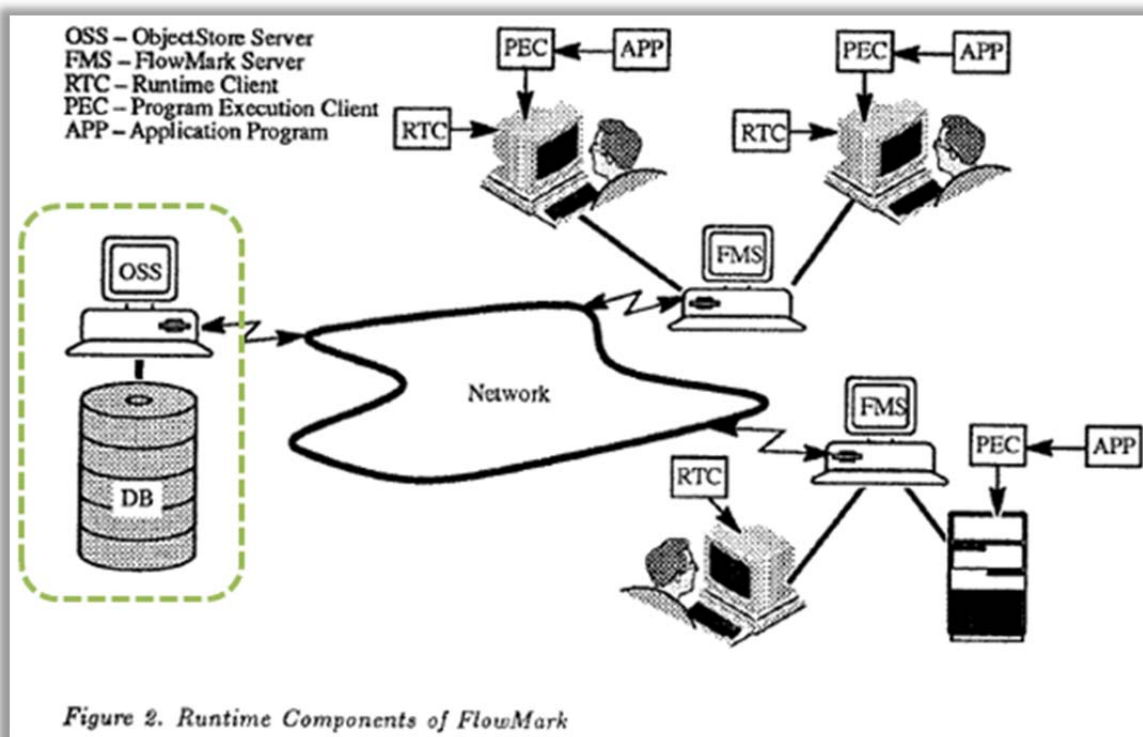 OSS – ObjectStore Server
FMS – FlowMark Server
RTC – Runtime Client
PEC – Program Execution Client
APP – Application Program
PEC
APP
PEC
APP
RTC
RTC
OSS
FMS
Network
FMS
PEC
APP
RTC
DB
Figure 2. Runtime Components of FlowMark